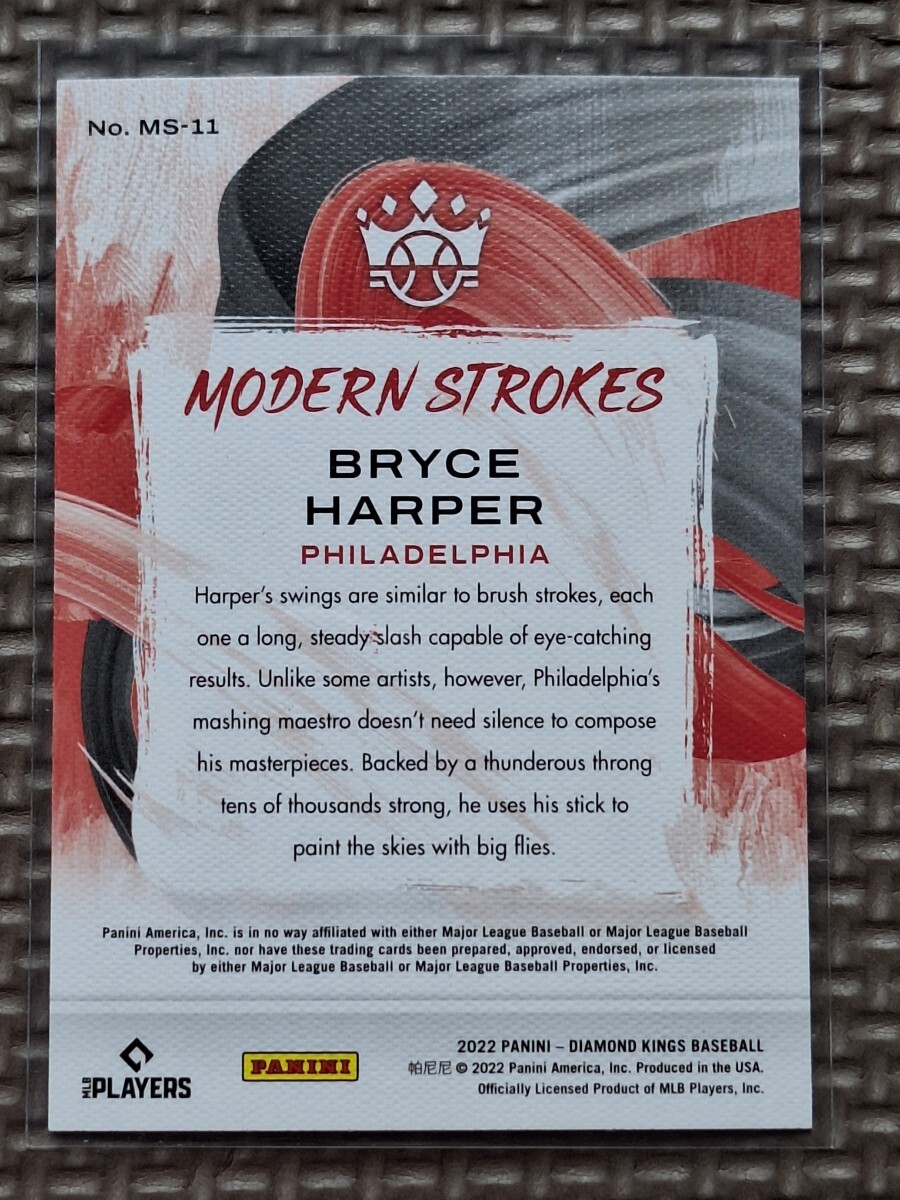 No. MS-11
MODERN STROKES
BRYCE
HARPER
PHILADELPHIA
Harper's swings are similar to brush strokes, each
one a long, steady slash capable of eye-catching
results. Unlike some artists, however, Philadelphia's
mashing maestro doesn't need silence to compose
his masterpieces. Backed by a thunderous throng
tens of thousands strong, he uses his stick to
paint the skies with big flies.
Panini America, Inc. is in no way affiliated with either Major League Baseball or Major League Baseball
Properties, Inc. nor have these trading cards been prepared, approved, endorsed, or licensed
by either Major League Baseball or Major League Baseball Properties, Inc.
MLB PLAYERS
PANINI
2022 PANINI – DIAMOND KINGS BASEBALL
帕尼尼 © 2022 Panini America, Inc. Produced in the USA.
Officially Licensed Product of MLB Players, Inc.